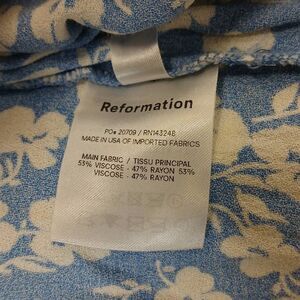 Reformation
PO# 20709 / RN143248
MADE IN USA OF IMPORTED FABRICS
MAIN FABRIC / TISSU PRINCIPAL
53% VISCOSE - 47% RAYON 53%
VISCOSE - 47% RAYON